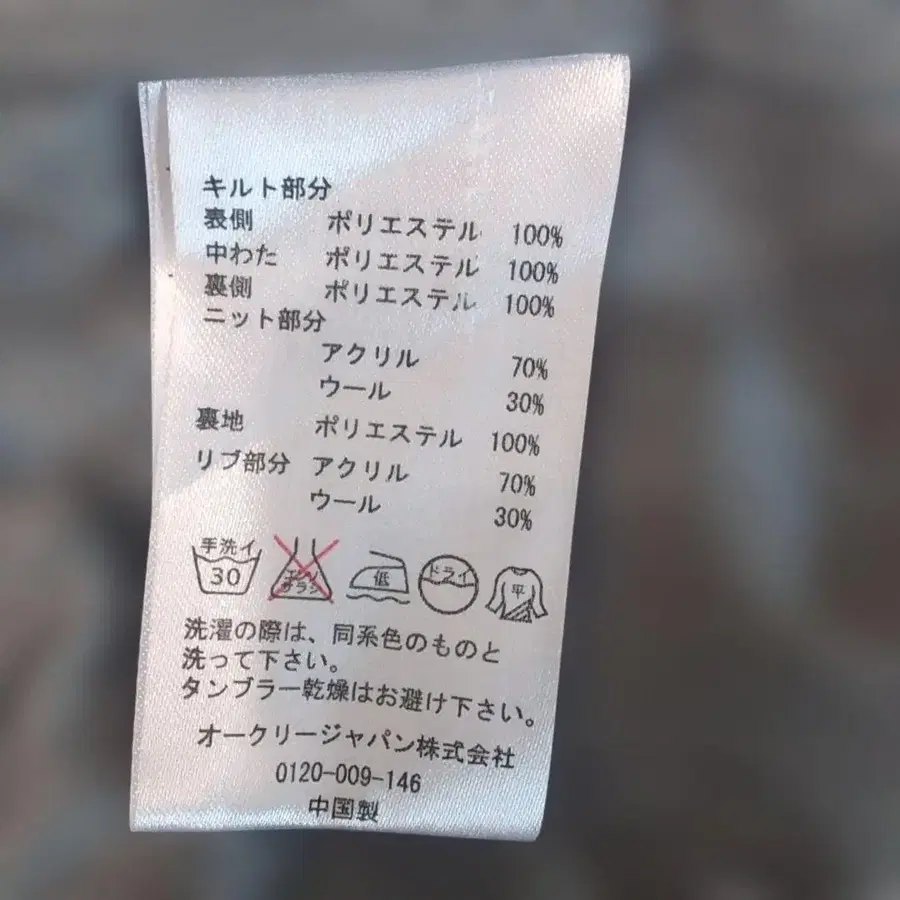 キルト部分
表側 ポリエステル 100%
中わた ポリエステル 100%
裏側 ポリエステル 100%
ニット部分
アクリル 70%
ウール 30%
裏地 ポリエステル 100%
リブ部分 アクリル 70%
ウール 30%
手洗イ 30 エンソサラシ 低 ドライ 平
洗濯の際は、同系色のものと
洗って下さい。
タンブラー乾燥はお避け下さい。
オークリージャパン株式会社
0120-009-146
中国製